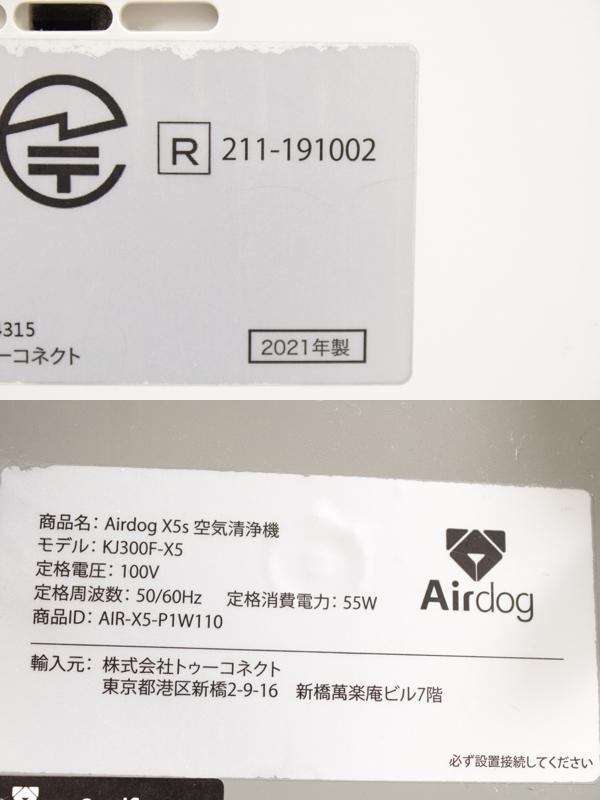 R 211-191002
4315
ーコネクト
2021年製
商品名: Airdog X5s 空気清浄機
モデル: KJ300F-X5
定格電圧: 100V
定格周波数: 50/60Hz 定格消費電力: 55W
商品ID: AIR-X5-P1W110
Airdog
輸入元: 株式会社トゥーコネクト
東京都港区新橋2-9-16 新橋萬楽庵ビル7階
必ず設置接続してください